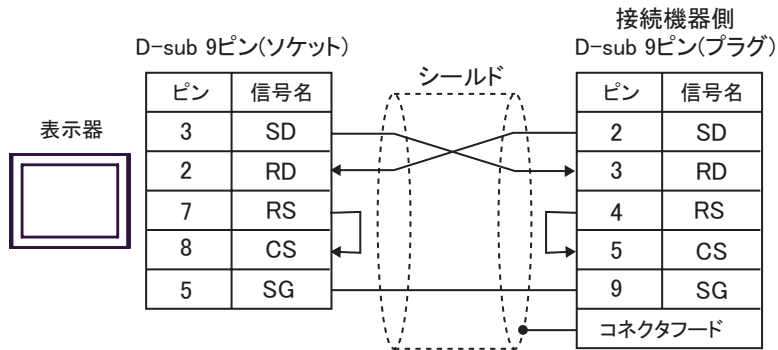 接続機器側
D-sub 9ピン(ソケット)
D-sub 9ピン(プラグ)
シールド
表示器
ピン 信号名
3 SD
2 RD
7 RS
8 CS
5 SG
ピン 信号名
2 SD
3 RD
4 RS
5 CS
9 SG
コネクタフード